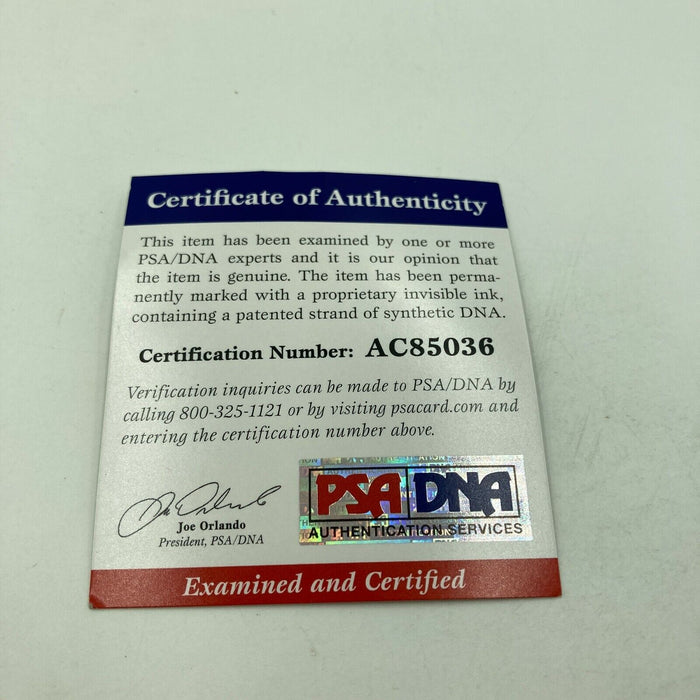 Certificate of Authenticity
This item has been examined by one or more
PSA/DNA experts and it is our opinion that
the item is genuine. The item has been perma-
nently marked with a proprietary invisible ink,
containing a patented strand of synthetic DNA.
Certification Number: AC85036
Verification inquiries can be made to PSA/DNA by
calling 800-325-1121 or by visiting psacard.com and
entering the certification number above.
Joe Orlando
President, PSA/DNA
PSA DNA
AUTHENTICATION SERVICES
Examined and Certified